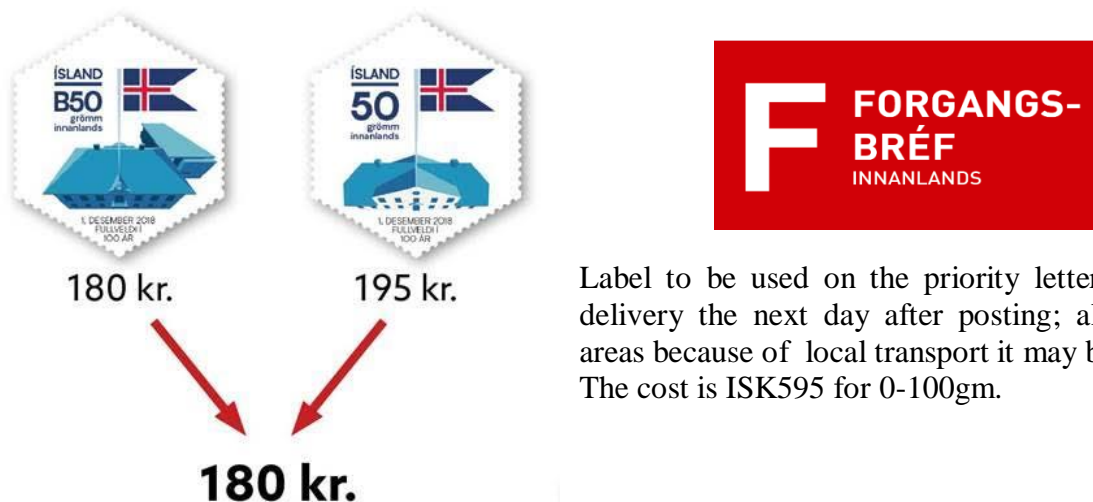 ÍSLAND
B50
grömm
innanlands
1. DESEMBER 2018
FULLVELDI Í
100 ÁR
180 kr.
ÍSLAND
50
grömm
innanlands
1. DESEMBER 2018
FULLVELDI Í
100 ÁR
195 kr.
180 kr.
F FORGANGS-
BRÉF
INNANLANDS
Label to be used on the priority letter
delivery the next day after posting;
areas because of local transport it may
The cost is ISK595 for 0-100gm.